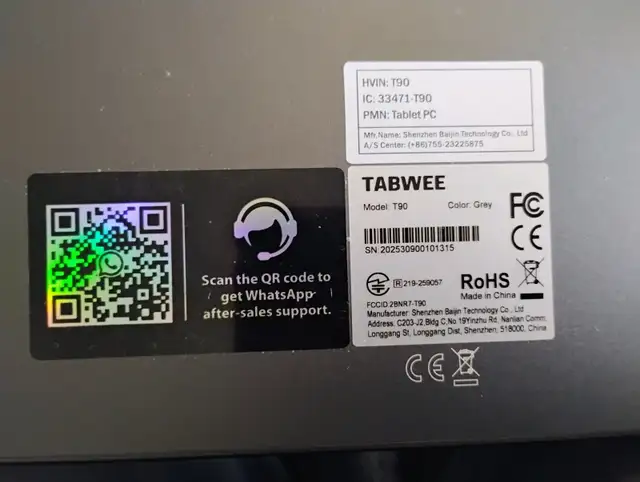 HVIN: T90
IC: 33471-T90
PMN: Tablet PC
Mfr.Name: Shenzhen Baijin Technology Co., Ltd
A/S Center: (+86)755-23225875
TABWEE
Model: T90 Color: Grey
FC
CE
SN: 202530900101315
R 219-259057
RoHS
Made in China
FCCID:2BNR7-T90
Manufacturer: Shenzhen Baijin Technology Co., Ltd
Address: C203-J2,Bldg C,No.19Yinzhu Rd, Nanlian Comm,
Longgang St, Longgang Dist, Shenzhen, 518000, China
Scan the QR code to
get WhatsApp
after-sales support.
CE